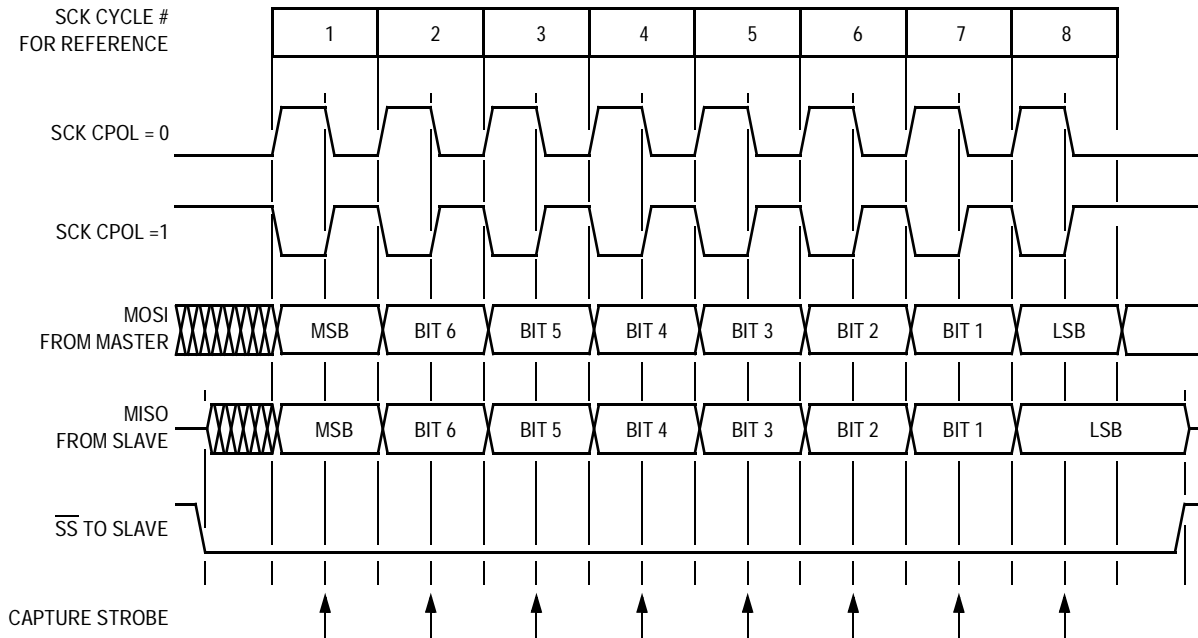 SCK CYCLE #
FOR REFERENCE
1 2 3 4 5 6 7 8
SCK CPOL = 0
SCK CPOL =1
MOSI
FROM MASTER
MSB BIT 6 BIT 5 BIT 4 BIT 3 BIT 2 BIT 1 LSB
MISO
FROM SLAVE
MSB BIT 6 BIT 5 BIT 4 BIT 3 BIT 2 BIT 1 LSB
SS TO SLAVE
CAPTURE STROBE